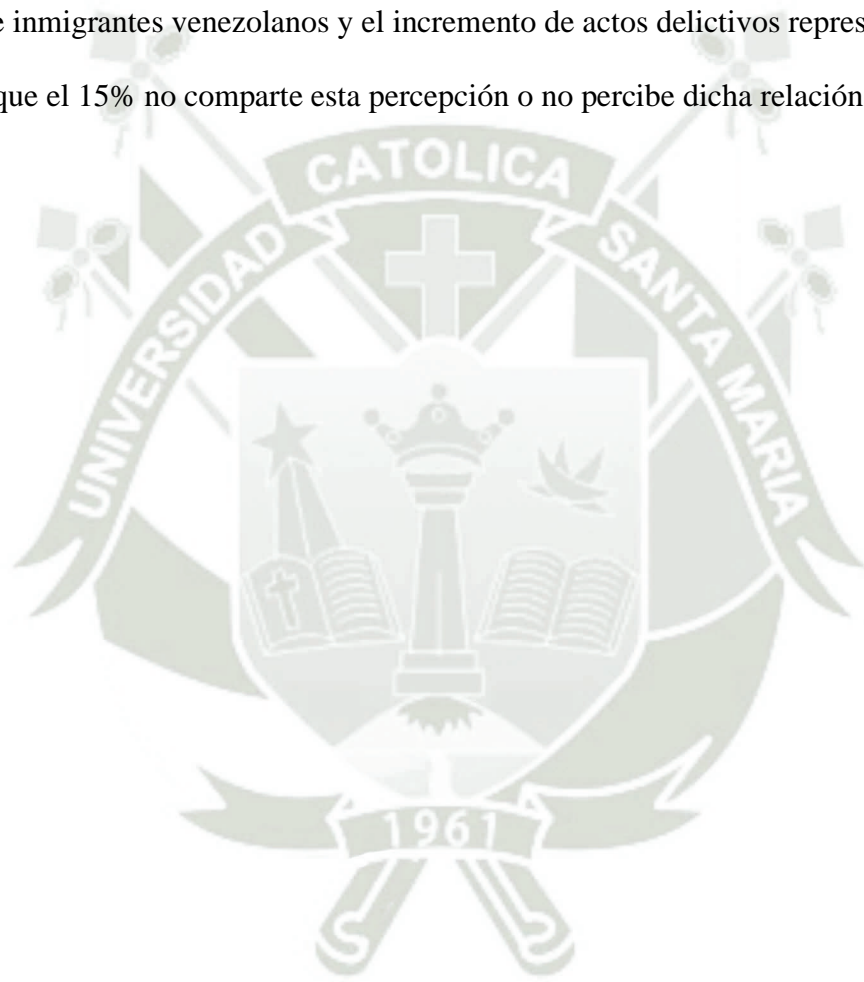 e inmigrantes venezolanos y el incremento de actos delictivos repres
que el 15% no comparte esta percepción o no percibe dicha relación
UNIVERSIDAD CATOLICA SANTA MARIA
1961